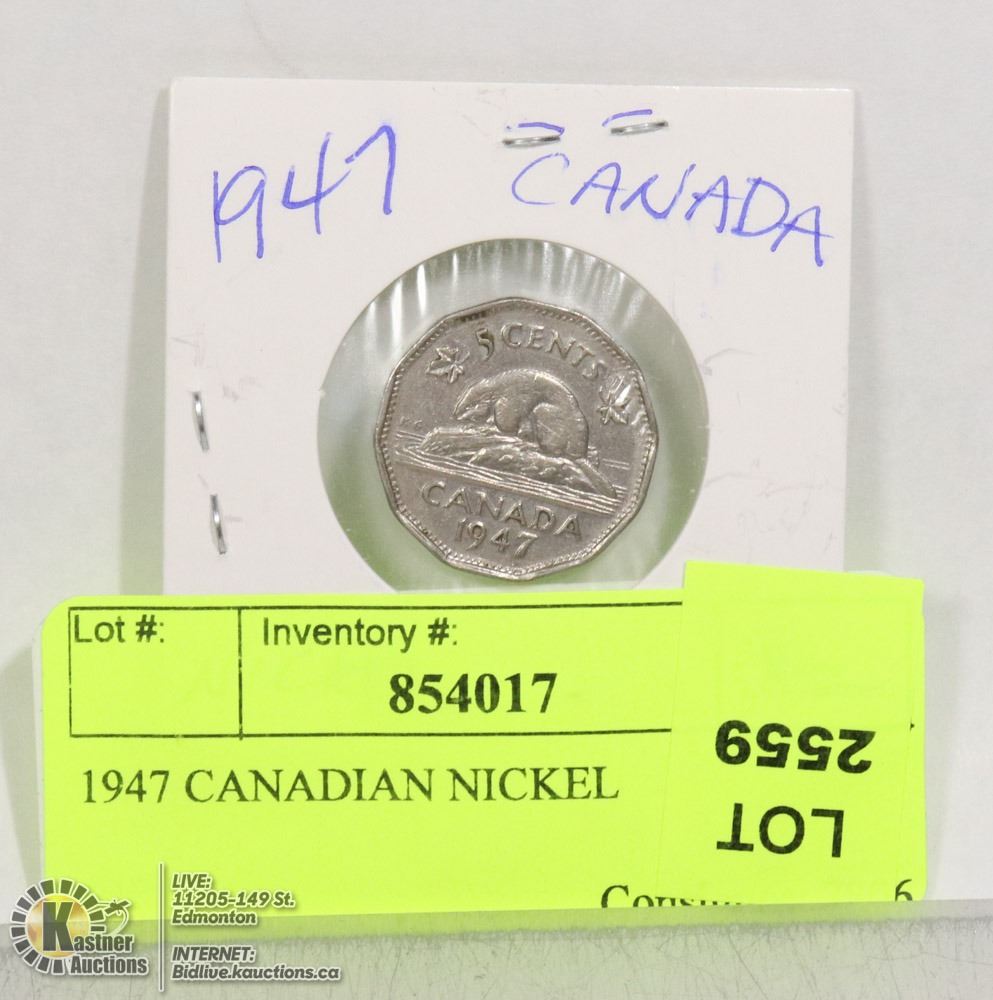 1947 CANADA
5 CENTS
CANADA
1947
Lot #: Inventory #:
854017
1947 CANADIAN NICKEL
LOT
2559
6
Kastner
Auctions
LIVE:
11205-149 St.
Edmonton
INTERNET:
Bidlive.kauctions.ca